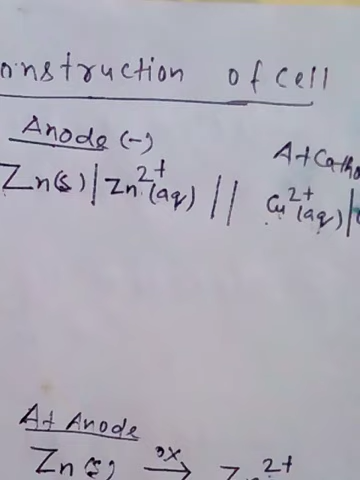 onstruction of cell
Anode (-)
At Catho
Zn(s) | Zn²⁺(aq) || Cu²⁺(aq) |
At Anode
Zn(s) ox→ Zn²⁺